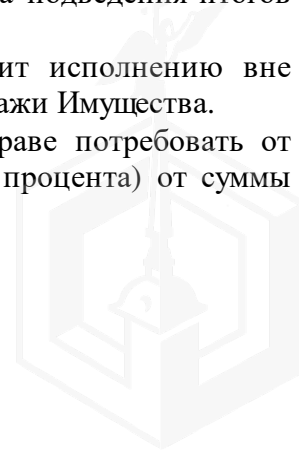 подведения итогов
ит исполнению вне
ажи Имущества.
раве потребовать от
процента) от суммы